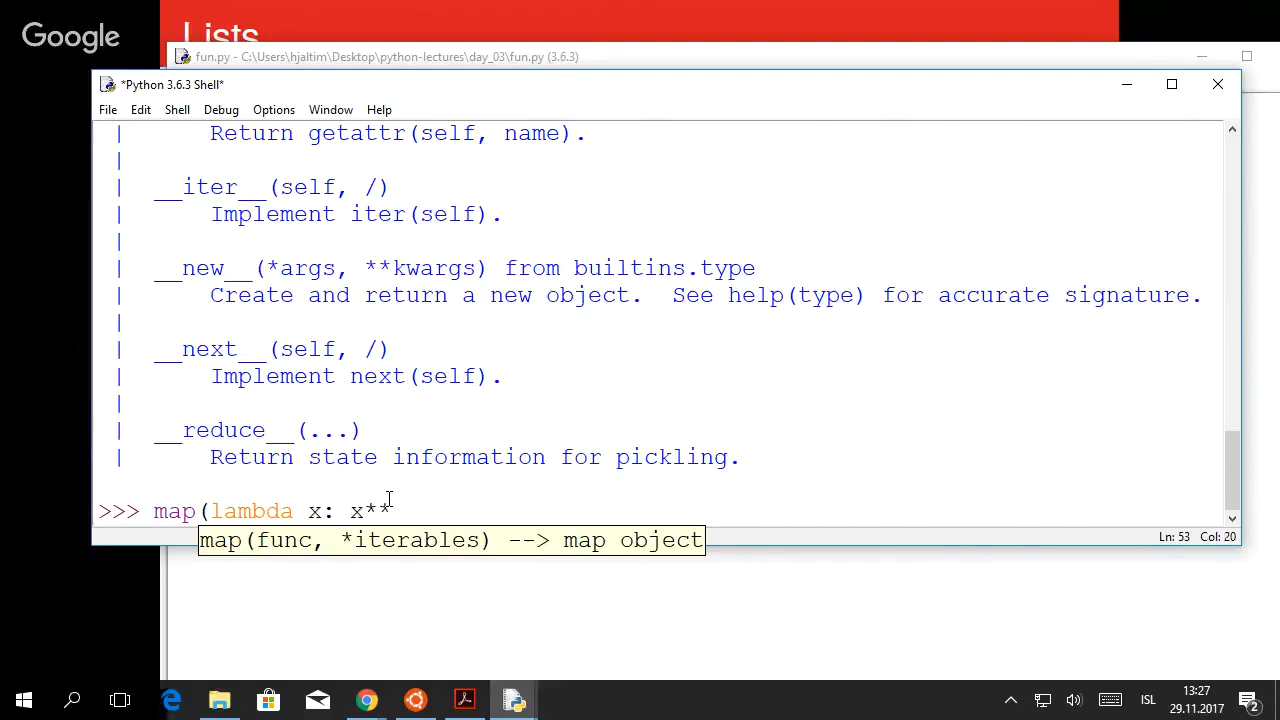 Google
Lists
fun.py - C:\Users\hjaltim\Desktop\python-lectures\day_03\fun.py (3.6.3)
*Python 3.6.3 Shell*
File Edit Shell Debug Options Window Help
| Return getattr(self, name).
|
| __iter__(self, /)
| Implement iter(self).
|
| __new__(*args, **kwargs) from builtins.type
| Create and return a new object.  See help(type) for accurate signature.
|
| __next__(self, /)
| Implement next(self).
|
| __reduce__(...)
| Return state information for pickling.
>>> map(lambda x: x**
map(func, *iterables) --> map object
Ln: 53 Col: 20
ISL
13:27
29.11.2017
2